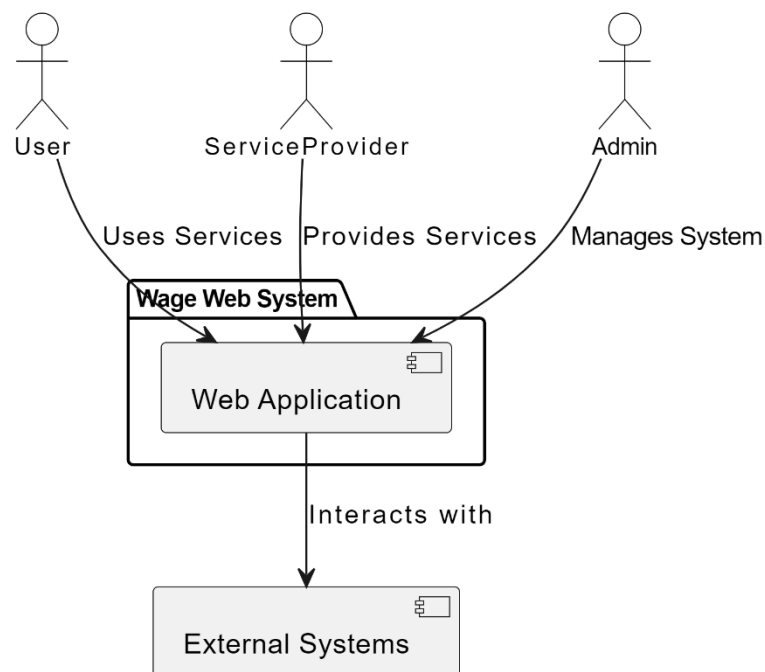 User
ServiceProvider
Admin
Uses Services
Provides Services
Manages System
Wage Web System
Web Application
Interacts with
External Systems